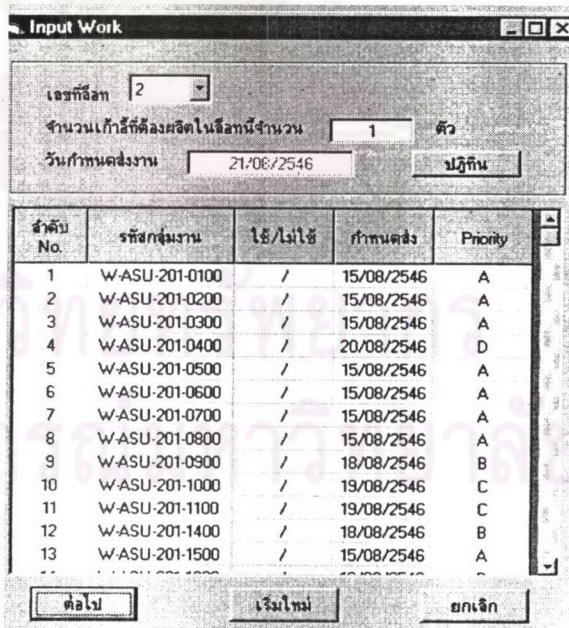 Input Work
เลขที่ล็อท 2
จำนวนเก้าอี้ที่ต้องผลิตในล็อทนี้จำนวน 1 ตัว
วันกำหนดส่งงาน 21/08/2546 ปฎิทิน
ลำดับ No. รหัสกลุ่มงาน ใช้/ไม่ใช้ กำหนดส่ง Priority
1 W-ASU-201-0100 / 15/08/2546 A
2 W-ASU-201-0200 / 15/08/2546 A
3 W-ASU-201-0300 / 15/08/2546 A
4 W-ASU-201-0400 / 20/08/2546 D
5 W-ASU-201-0500 / 15/08/2546 A
6 W-ASU-201-0600 / 15/08/2546 A
7 W-ASU-201-0700 / 15/08/2546 A
8 W-ASU-201-0800 / 15/08/2546 A
9 W-ASU-201-0900 / 18/08/2546 B
10 W-ASU-201-1000 / 19/08/2546 C
11 W-ASU-201-1100 / 19/08/2546 C
12 W-ASU-201-1400 / 18/08/2546 B
13 W-ASU-201-1500 / 15/08/2546 A
ต่อไป เริ่มใหม่ ยกเลิก